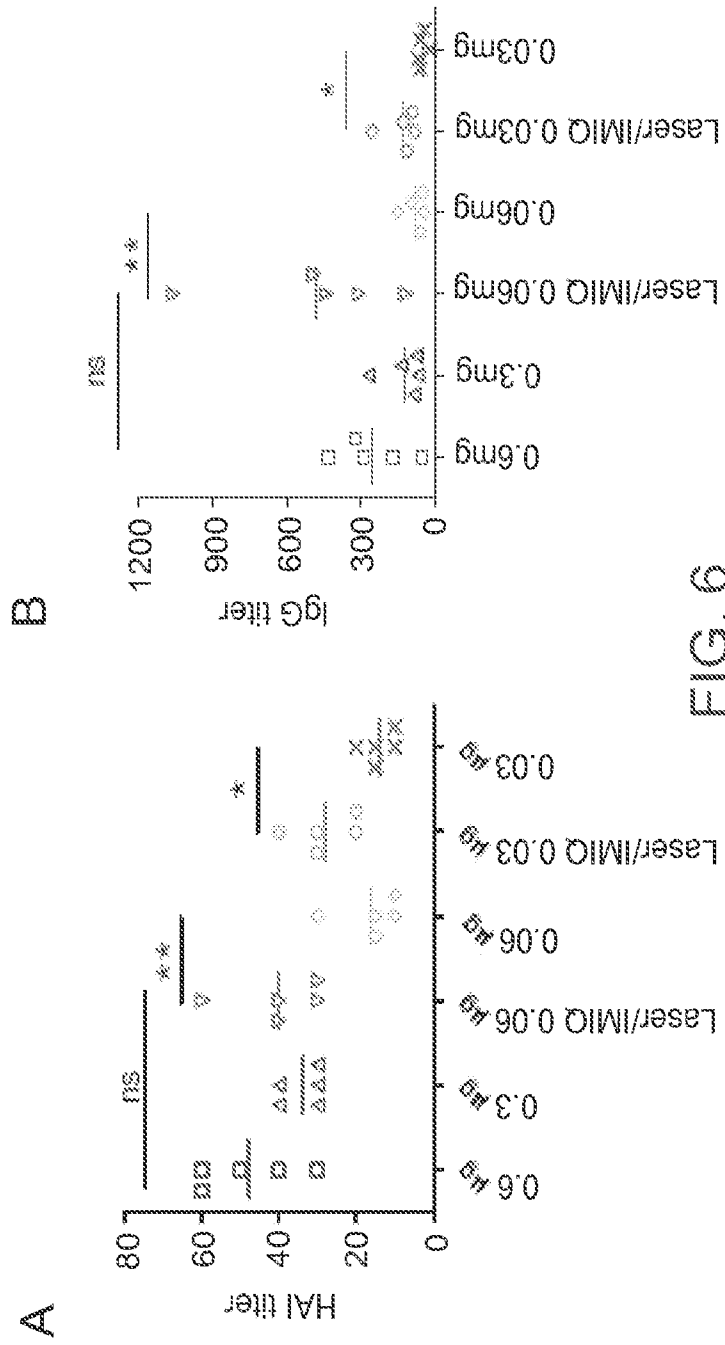 A
HAI titer
80
60
40
20
0
ns
**
*
0.6 µg
0.3 µg
Laser/IMIQ 0.06 µg
0.06 µg
Laser/IMIQ 0.03 µg
0.03 µg
B
IgG titer
1200
900
600
300
0
ns
**
*
0.6mg
0.3mg
Laser/IMIQ 0.06mg
0.06mg
Laser/IMIQ 0.03mg
0.03mg
FIG. 6